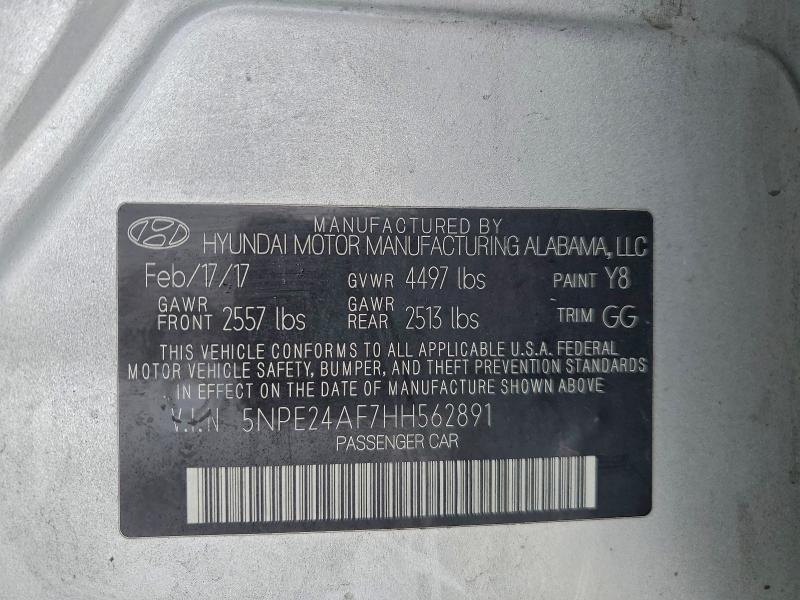 MANUFACTURED BY
HYUNDAI MOTOR MANUFACTURING ALABAMA, LLC
Feb/17/17 GVWR 4497 lbs PAINT Y8
GAWR FRONT 2557 lbs GAWR REAR 2513 lbs TRIM GG
THIS VEHICLE CONFORMS TO ALL APPLICABLE U.S.A. FEDERAL
MOTOR VEHICLE SAFETY, BUMPER, AND THEFT PREVENTION STANDARDS
IN EFFECT ON THE DATE OF MANUFACTURE SHOWN ABOVE
V.I.N 5NPE24AF7HH562891
PASSENGER CAR